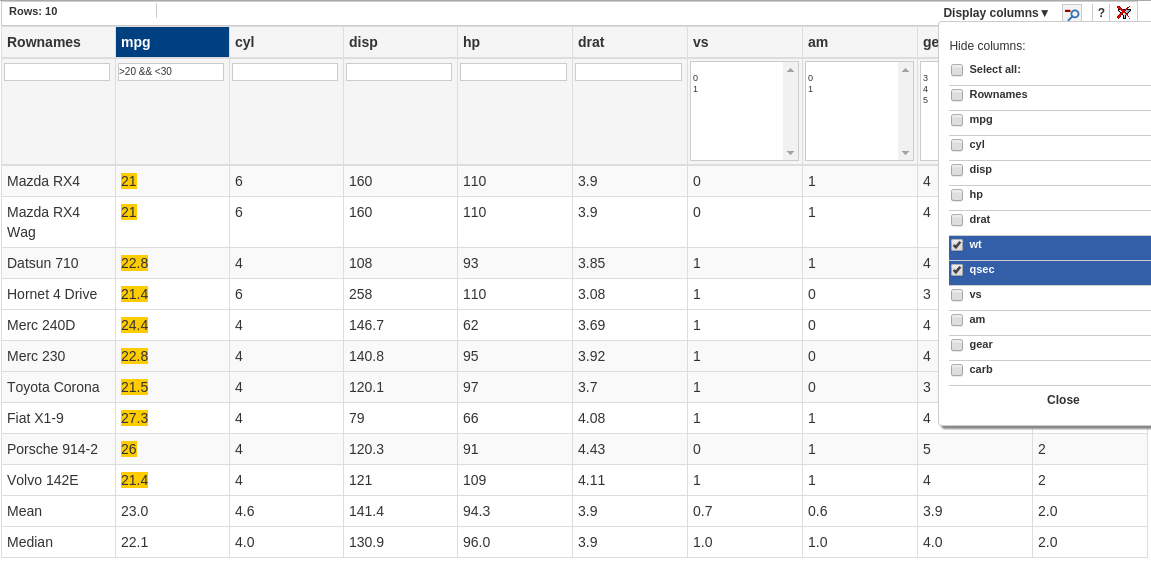 Rows: 10 Display columns▼ ?
Rownames mpg cyl disp hp drat vs am ge
>20 && <30
0 0 3
1 1 4
5
Mazda RX4 21 6 160 110 3.9 0 1 4
Mazda RX4 21 6 160 110 3.9 0 1 4
Wag
Datsun 710 22.8 4 108 93 3.85 1 1 4
Hornet 4 Drive 21.4 6 258 110 3.08 1 0 3
Merc 240D 24.4 4 146.7 62 3.69 1 0 4
Merc 230 22.8 4 140.8 95 3.92 1 0 4
Toyota Corona 21.5 4 120.1 97 3.7 1 0 3
Fiat X1-9 27.3 4 79 66 4.08 1 1 4
Porsche 914-2 26 4 120.3 91 4.43 0 1 5 2
Volvo 142E 21.4 4 121 109 4.11 1 1 4 2
Mean 23.0 4.6 141.4 94.3 3.9 0.7 0.6 3.9 2.0
Median 22.1 4.0 130.9 96.0 3.9 1.0 1.0 4.0 2.0
Hide columns:
Select all:
Rownames
mpg
cyl
disp
hp
drat
wt
qsec
vs
am
gear
carb
Close